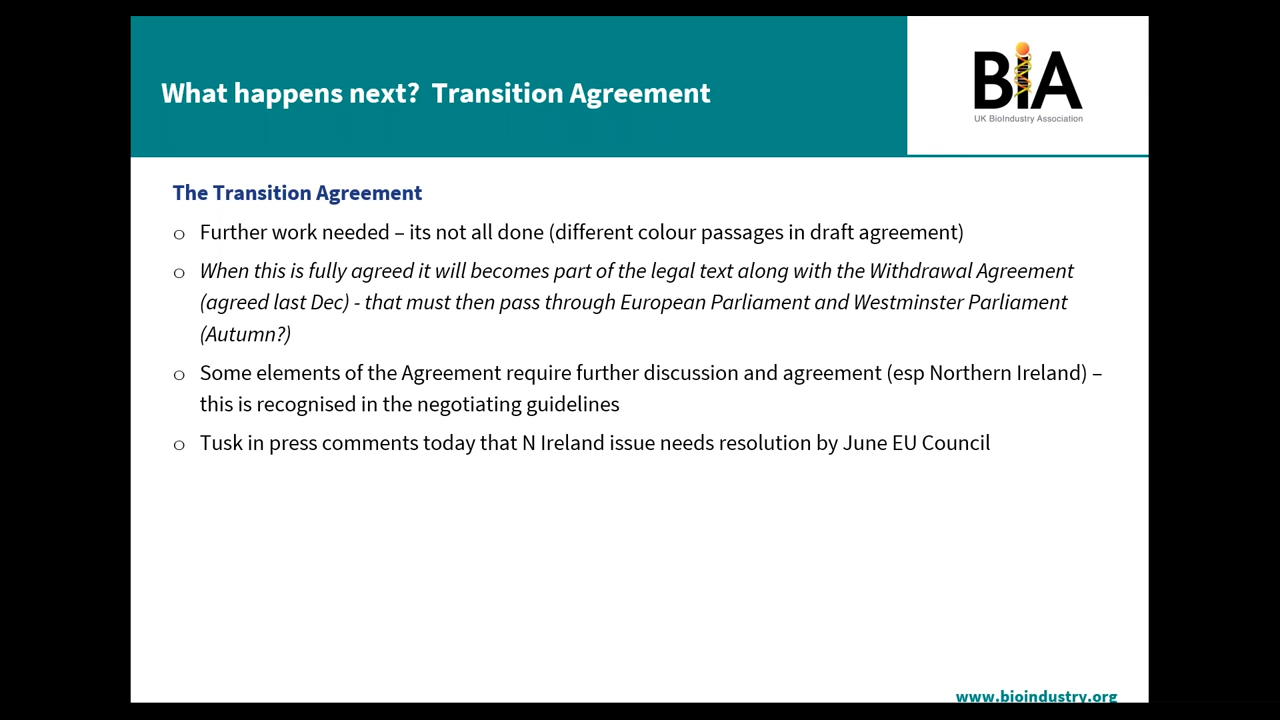 What happens next?  Transition Agreement
BIA
UK BioIndustry Association
The Transition Agreement
o Further work needed – its not all done (different colour passages in draft agreement)
o When this is fully agreed it will becomes part of the legal text along with the Withdrawal Agreement
(agreed last Dec) - that must then pass through European Parliament and Westminster Parliament
(Autumn?)
o Some elements of the Agreement require further discussion and agreement (esp Northern Ireland) –
this is recognised in the negotiating guidelines
o Tusk in press comments today that N Ireland issue needs resolution by June EU Council
www.bioindustry.org